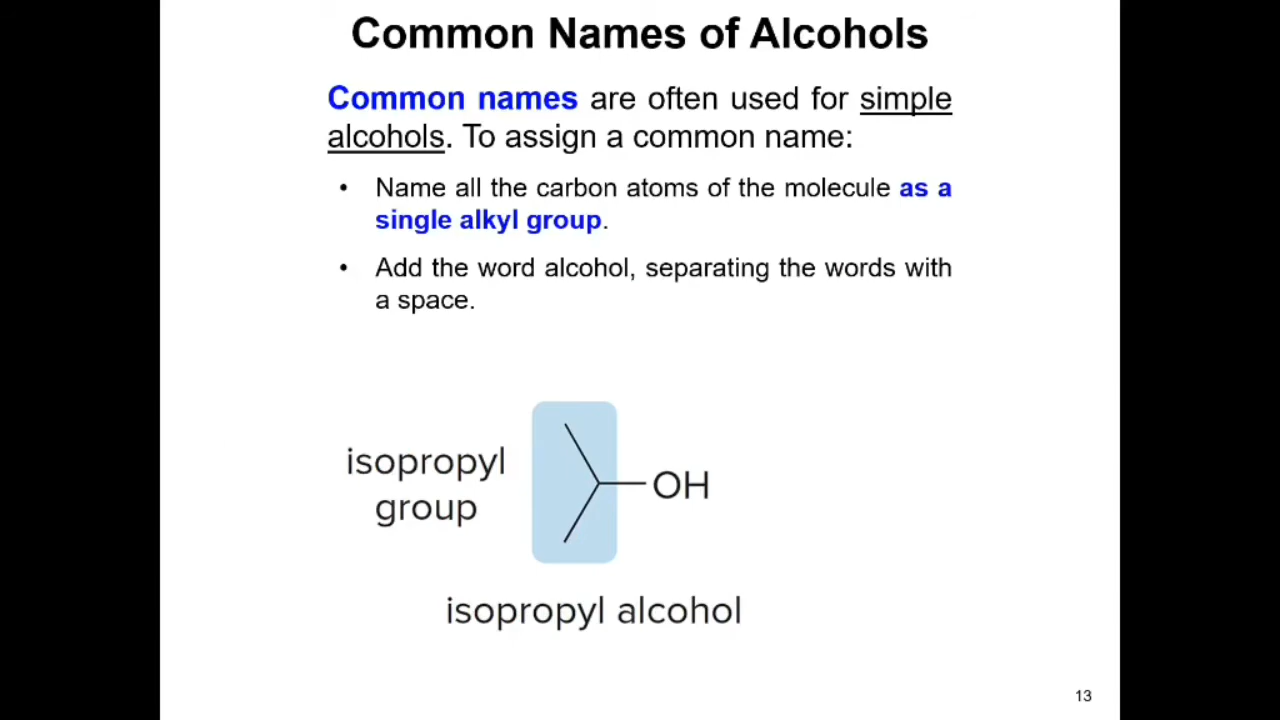 Common Names of Alcohols
Common names are often used for simple
alcohols. To assign a common name:
• Name all the carbon atoms of the molecule as a
single alkyl group.
• Add the word alcohol, separating the words with
a space.
isopropyl
group
OH
isopropyl alcohol
13